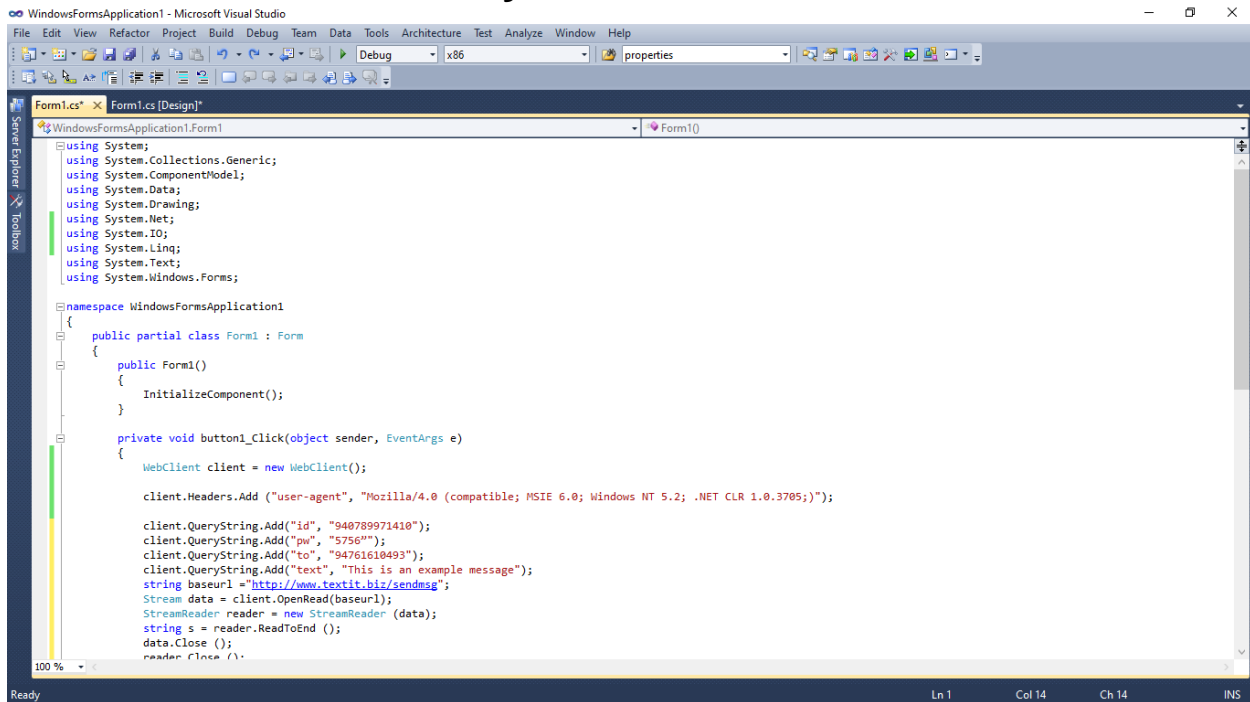 WindowsFormsApplication1 - Microsoft Visual Studio
File Edit View Refactor Project Build Debug Team Data Tools Architecture Test Analyze Window Help
Debug x86 properties
Form1.cs* Form1.cs [Design]*
Server Explorer
Toolbox
WindowsFormsApplication1.Form1 Form1()
using System;
using System.Collections.Generic;
using System.ComponentModel;
using System.Data;
using System.Drawing;
using System.Net;
using System.IO;
using System.Linq;
using System.Text;
using System.Windows.Forms;
namespace WindowsFormsApplication1
{
public partial class Form1 : Form
{
public Form1()
{
InitializeComponent();
}
private void button1_Click(object sender, EventArgs e)
{
WebClient client = new WebClient();
client.Headers.Add ("user-agent", "Mozilla/4.0 (compatible; MSIE 6.0; Windows NT 5.2; .NET CLR 1.0.3705;)");
client.QueryString.Add("id", "940789971410");
client.QueryString.Add("pw", "5756"");
client.QueryString.Add("to", "94761610493");
client.QueryString.Add("text", "This is an example message");
string baseurl ="http://www.textit.biz/sendmsg";
Stream data = client.OpenRead(baseurl);
StreamReader reader = new StreamReader (data);
string s = reader.ReadToEnd ();
data.Close ();
reader.Close ();
100 %
Ready Ln 1 Col 14 Ch 14 INS